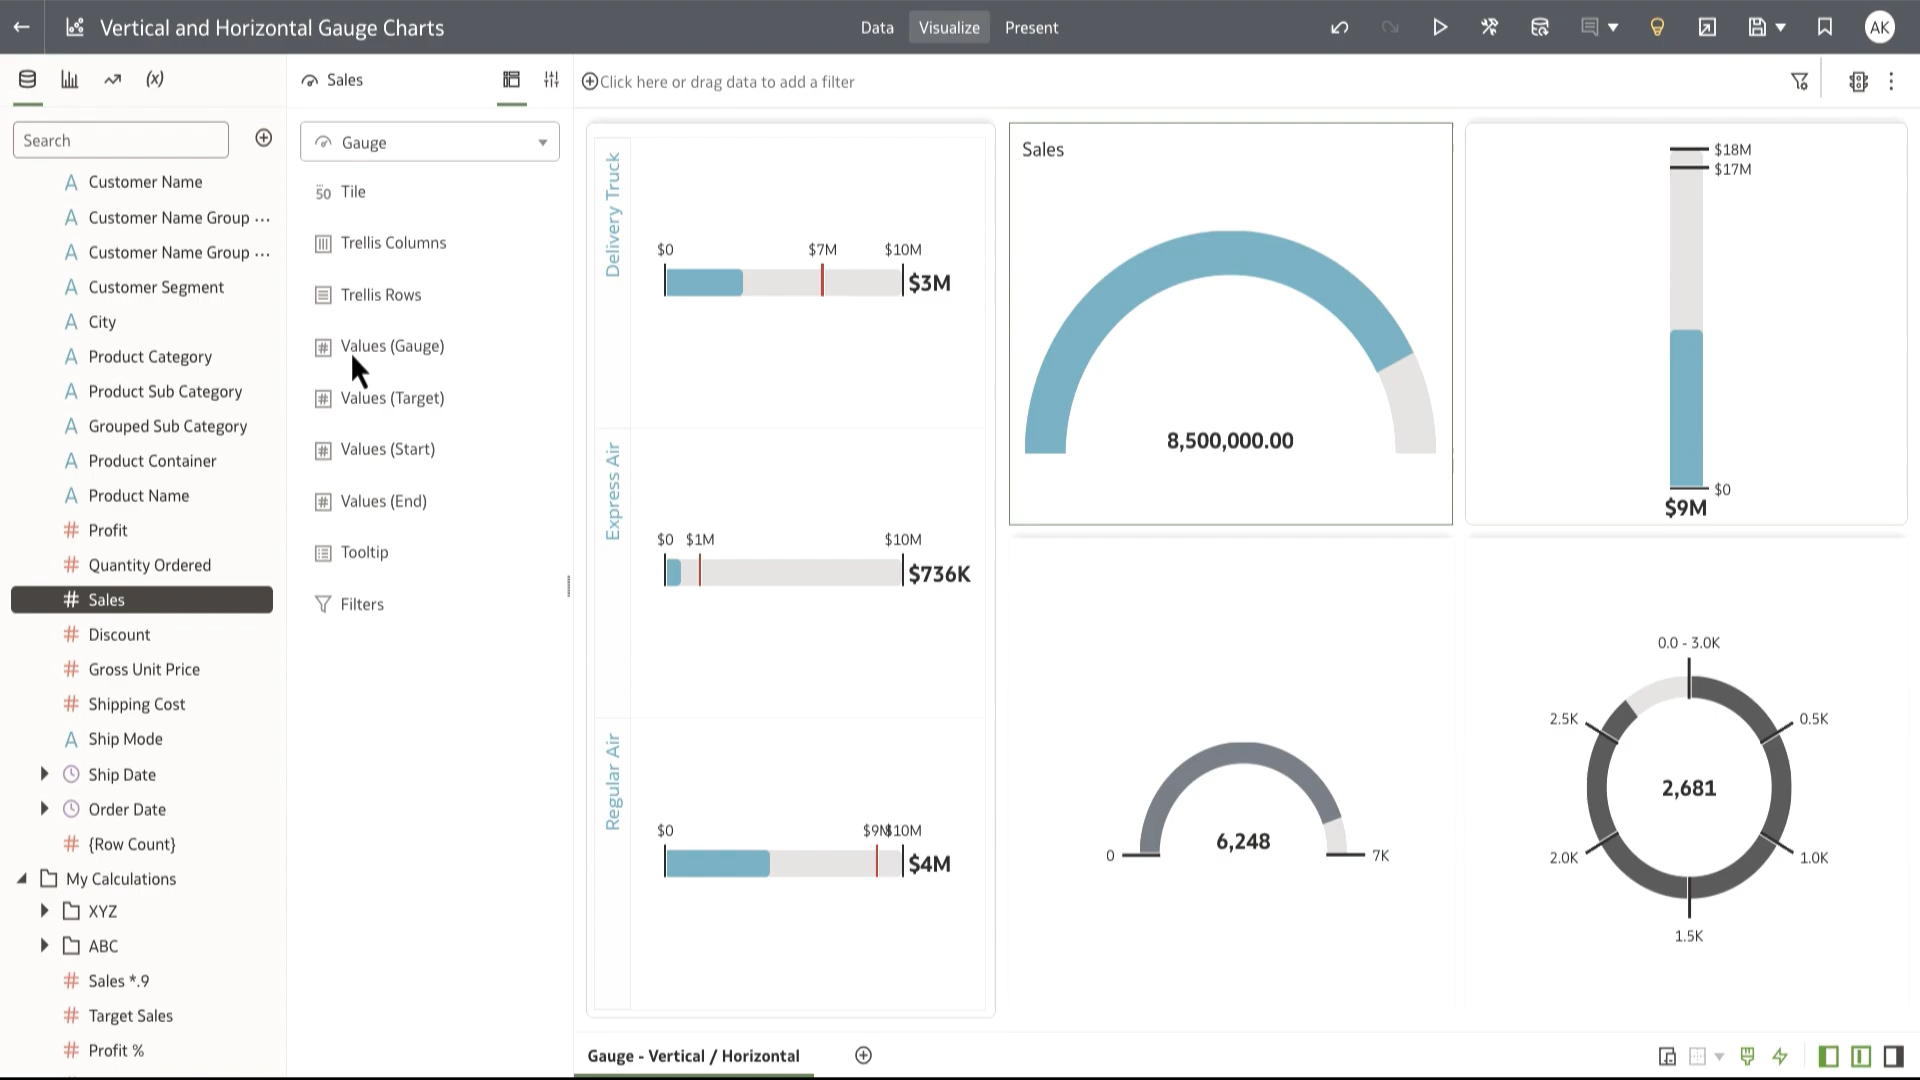 Vertical and Horizontal Gauge Charts
Data
Visualize
Present
AK
(x)
Search
Customer Name
Customer Name Group ...
Customer Name Group ...
Customer Segment
City
Product Category
Product Sub Category
Grouped Sub Category
Product Container
Product Name
Profit
Quantity Ordered
Sales
Discount
Gross Unit Price
Shipping Cost
Ship Mode
Ship Date
Order Date
{Row Count}
My Calculations
XYZ
ABC
Sales *.9
Target Sales
Profit %
Sales
Gauge
Tile
Trellis Columns
Trellis Rows
Values (Gauge)
Values (Target)
Values (Start)
Values (End)
Tooltip
Filters
Click here or drag data to add a filter
Delivery Truck
$0 $7M $10M
$3M
Express Air
$0 $1M $10M
$736K
Regular Air
$0 $9M $10M
$4M
Sales
8,500,000.00
$18M
$17M
$0
$9M
6,248
0
7K
0.0 - 3.0K
2.5K
0.5K
2,681
2.0K
1.0K
1.5K
Gauge - Vertical / Horizontal